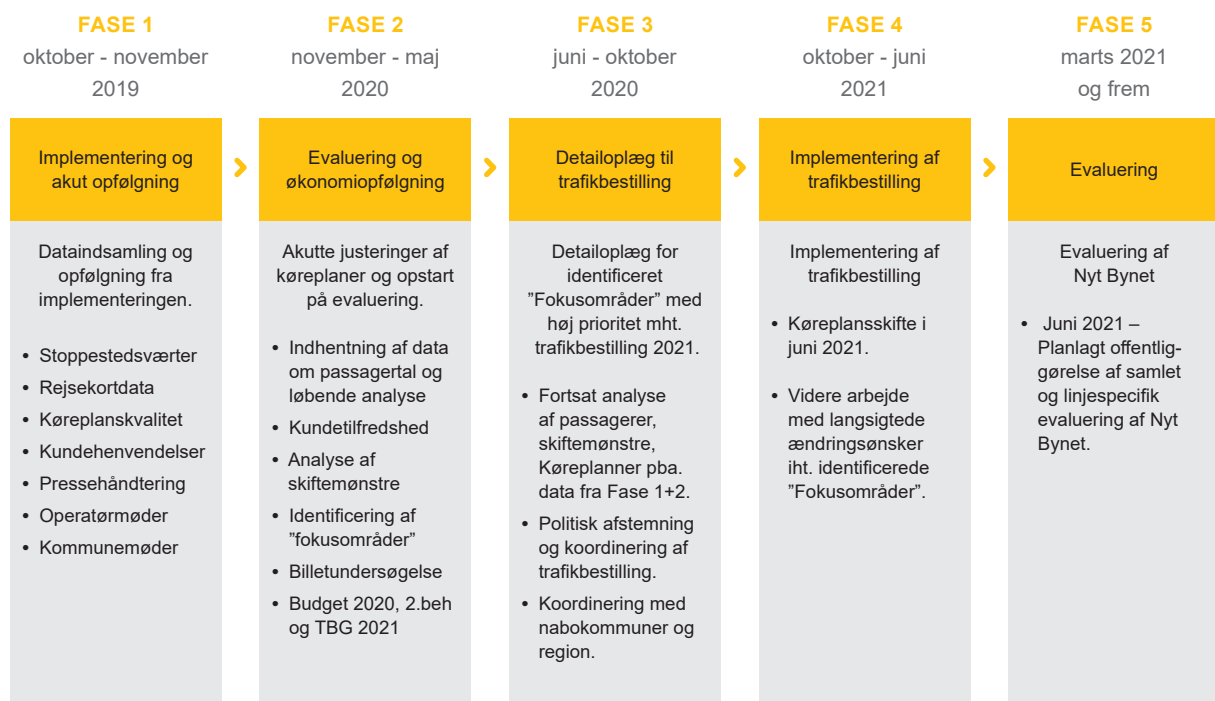 FASE 1
oktober - november
2019
Implementering og
akut opfølgning
Dataindsamling og
opfølgning fra
implementeringen.
• Stoppestedsværter
• Rejsekortdata
• Køreplanskvalitet
• Kundehenvendelser
• Pressehåndtering
• Operatørmøder
• Kommunemøder
FASE 2
november - maj
2020
Evaluering og
økonomiopfølgning
Akutte justeringer af
køreplaner og opstart
på evaluering.
• Indhentning af data
om passagertal og
løbende analyse
• Kundetilfredshed
• Analyse af
skiftemønstre
• Identificering af
"fokusområder"
• Billetundersøgelse
• Budget 2020, 2.beh
og TBG 2021
FASE 3
juni - oktober
2020
Detailoplæg til
trafikbestilling
Detailoplæg for
identificeret
"Fokusområder" med
høj prioritet mht.
trafikbestilling 2021.
• Fortsat analyse
af passagerer,
skiftemønstre,
Køreplanner pba.
data fra Fase 1+2.
• Politisk afstemning
og koordinering af
trafikbestilling.
• Koordinering med
nabokommuner og
region.
FASE 4
oktober - juni
2021
Implementering af
trafikbestilling
Implementering af
trafikbestilling
• Køreplansskifte i
juni 2021.
• Videre arbejde
med langsigtede
ændringsønsker
iht. identificerede
"Fokusområder".
FASE 5
marts 2021
og frem
Evaluering
Evaluering af
Nyt Bynet
• Juni 2021 –
Planlagt offentlig-
gørelse af samlet
og linjespecifik
evaluering af Nyt
Bynet.